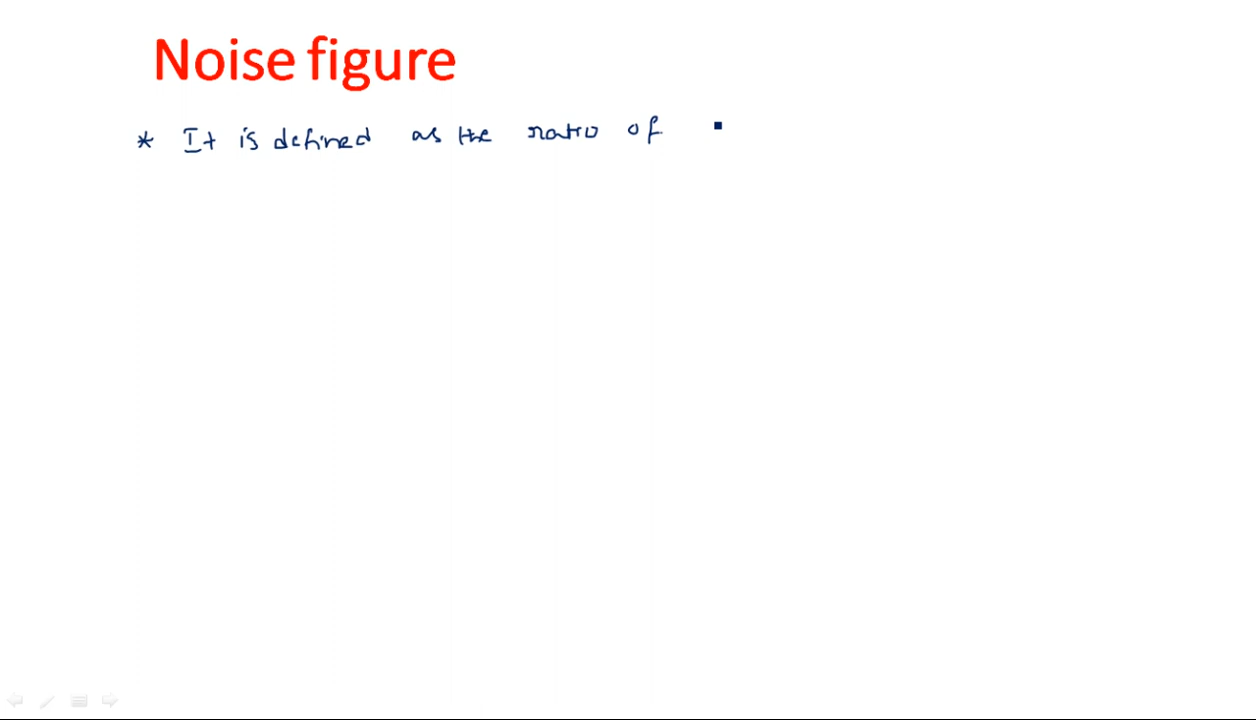 Noise figure
* It is defined as the ratio of